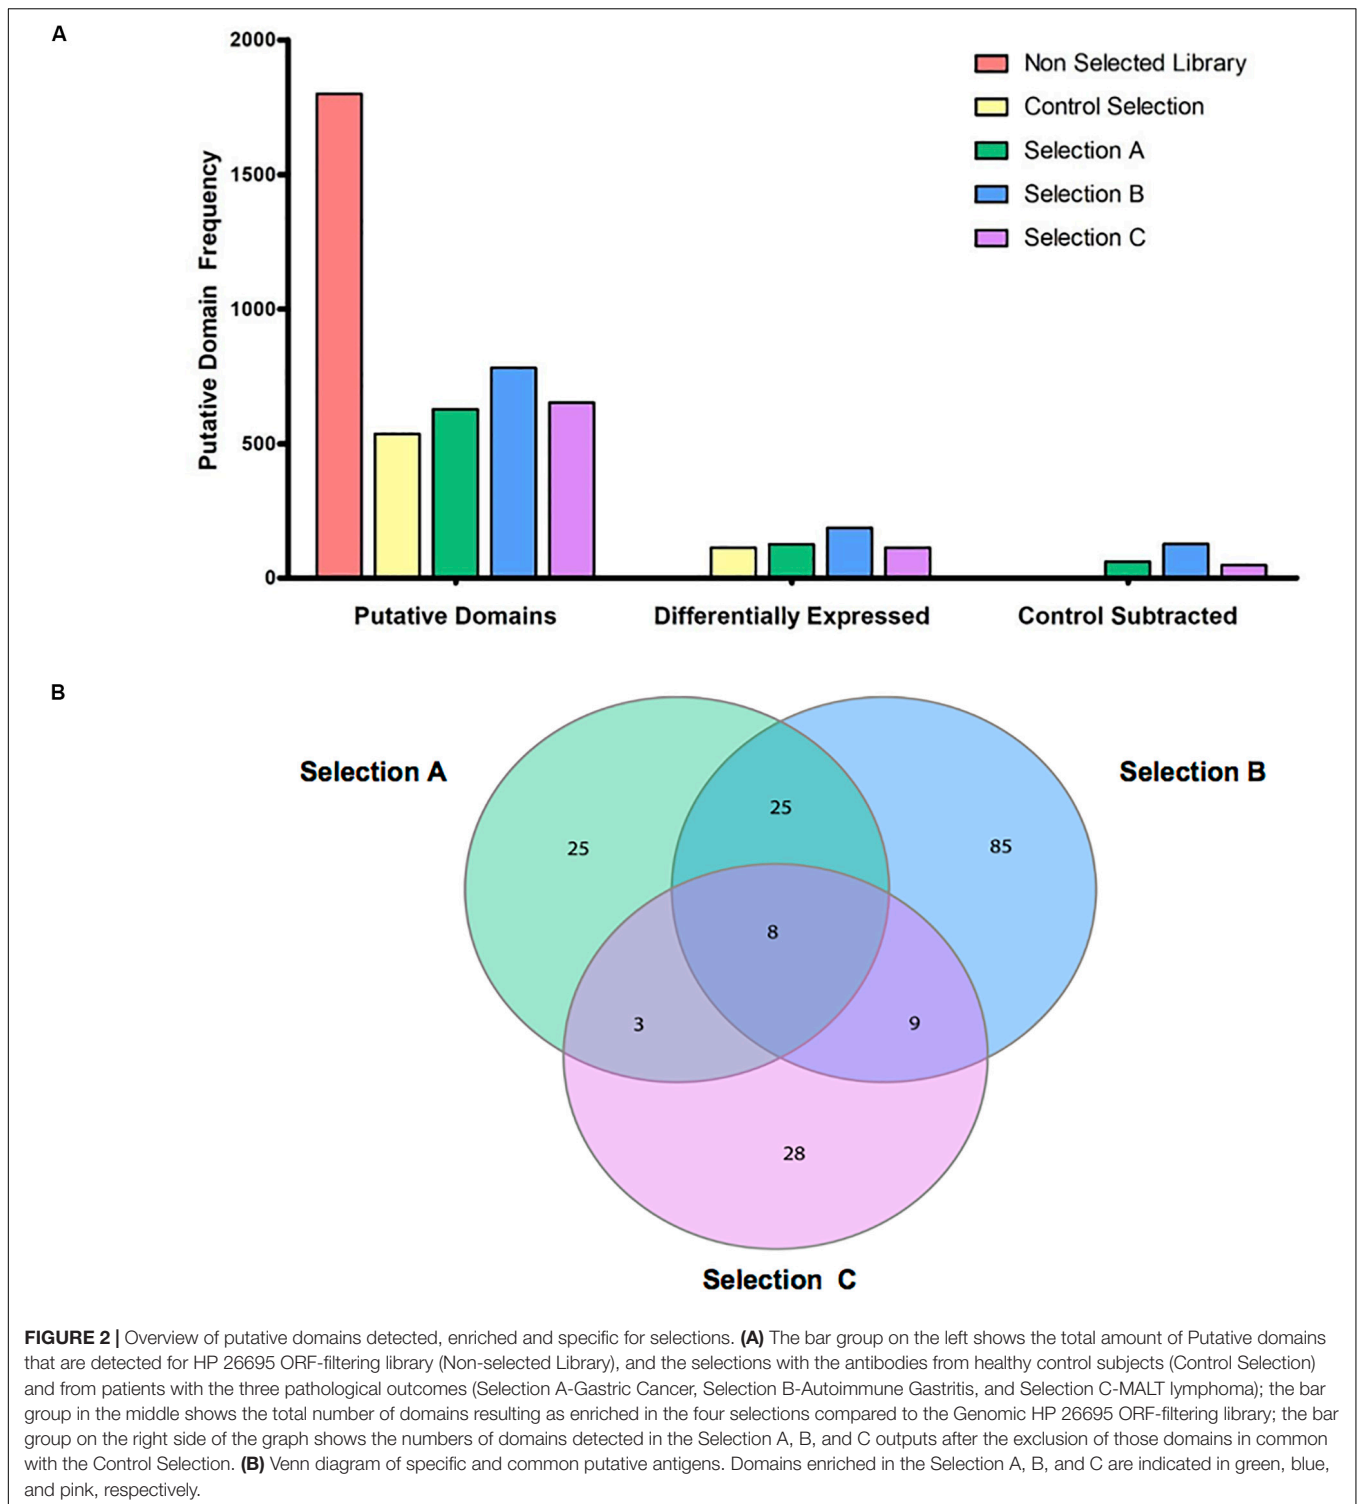 A
2000
1500
1000
500
0
Putative Domain Frequency
Non Selected Library
Control Selection
Selection A
Selection B
Selection C
Putative Domains
Differentially Expressed
Control Subtracted
B
Selection A
Selection B
25
25
85
8
3
9
28
Selection C
FIGURE 2 | Overview of putative domains detected, enriched and specific for selections. (A) The bar group on the left shows the total amount of Putative domains
that are detected for HP 26695 ORF-filtering library (Non-selected Library), and the selections with the antibodies from healthy control subjects (Control Selection)
and from patients with the three pathological outcomes (Selection A-Gastric Cancer, Selection B-Autoimmune Gastritis, and Selection C-MALT lymphoma); the bar
group in the middle shows the total number of domains resulting as enriched in the four selections compared to the Genomic HP 26695 ORF-filtering library; the bar
group on the right side of the graph shows the numbers of domains detected in the Selection A, B, and C outputs after the exclusion of those domains in common
with the Control Selection. (B) Venn diagram of specific and common putative antigens. Domains enriched in the Selection A, B, and C are indicated in green, blue,
and pink, respectively.